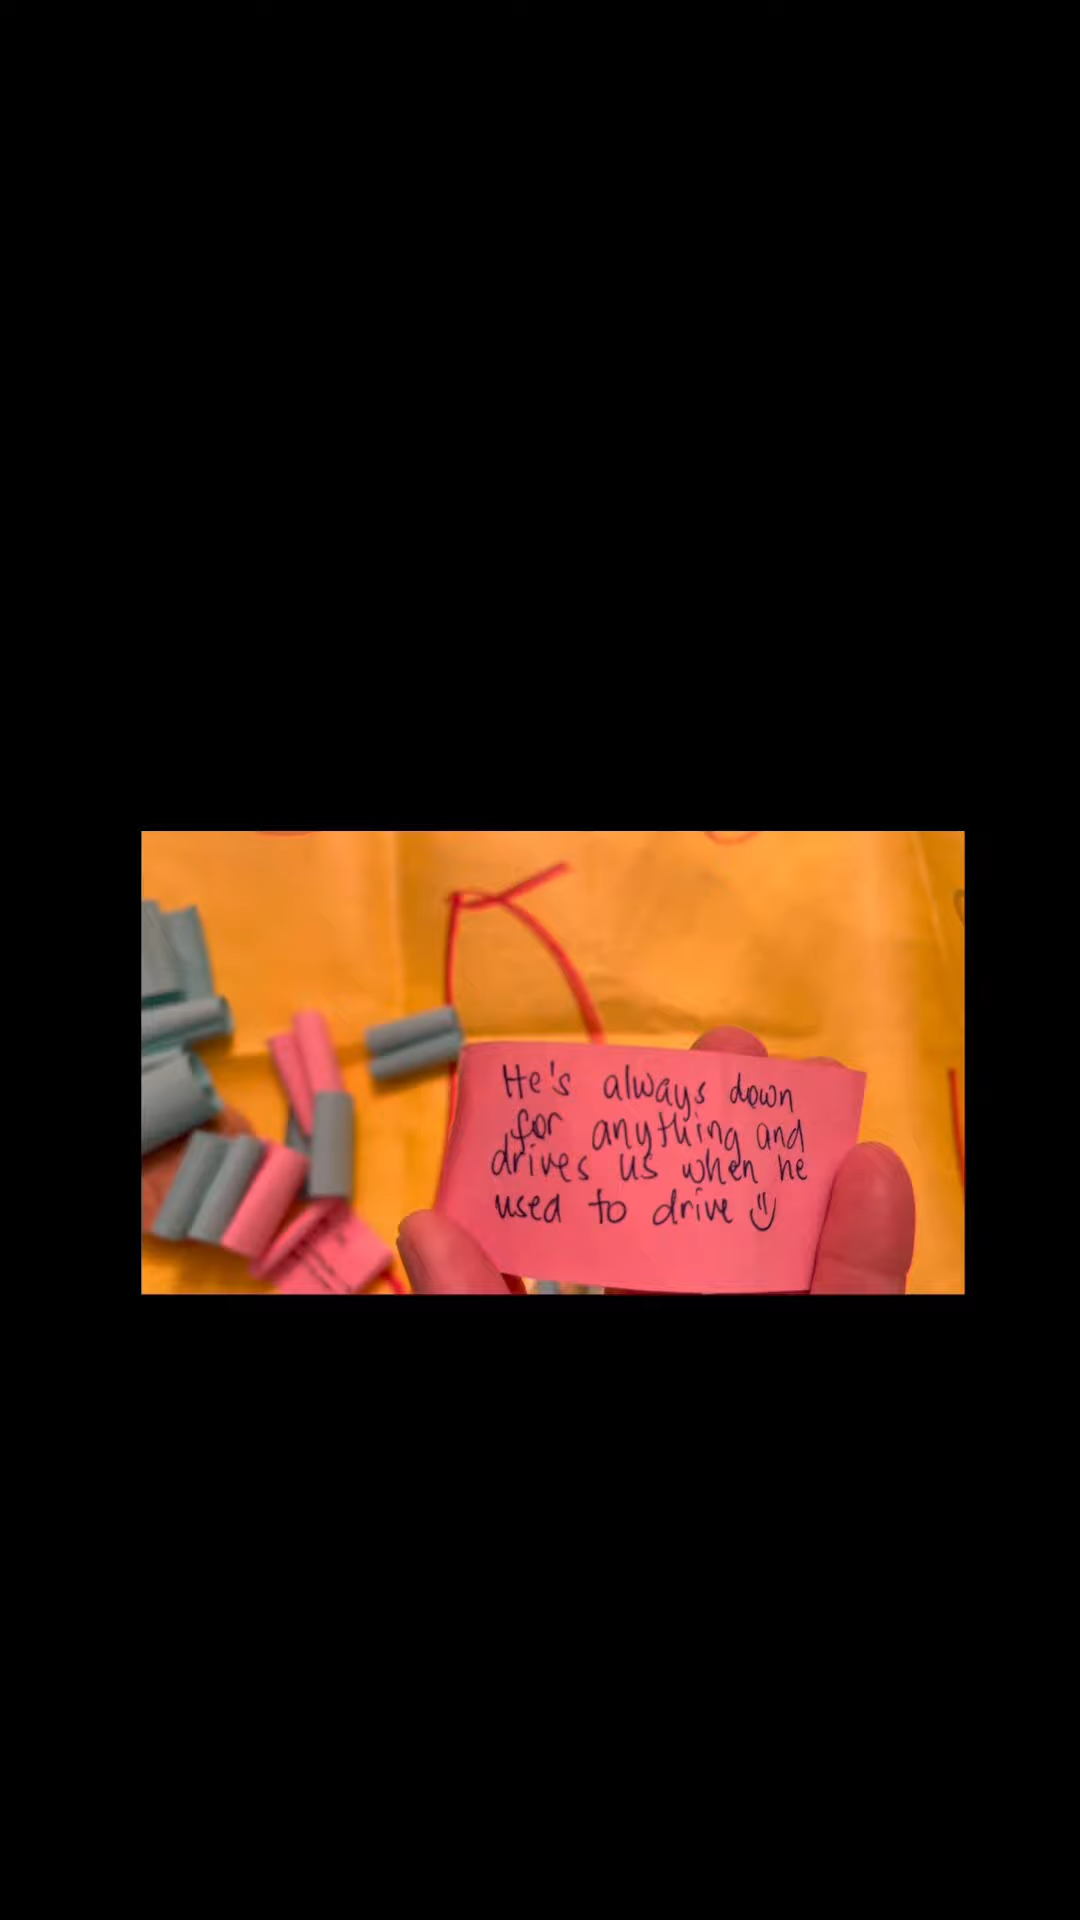 He's always down
for anything and
drives us when he
used to drive